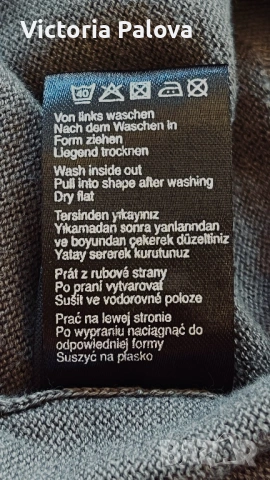 Victoria Palova
40
Von links waschen
Nach dem Waschen in
Form ziehen
Liegend trocknen
Wash inside out
Pull into shape after washing
Dry flat
Tersinden yıkayınız
Yıkamadan sonra yanlarından
ve boyundan çekerek düzeltiniz
Yatay sererek kurutunuz
Prát z rubové strany
Po praní vytvarovat
Sušit ve vodorovné poloze
Prać na lewej stronie
Po wypraniu naciągnąć do
odpowiedniej formy
Suszyć na płasko